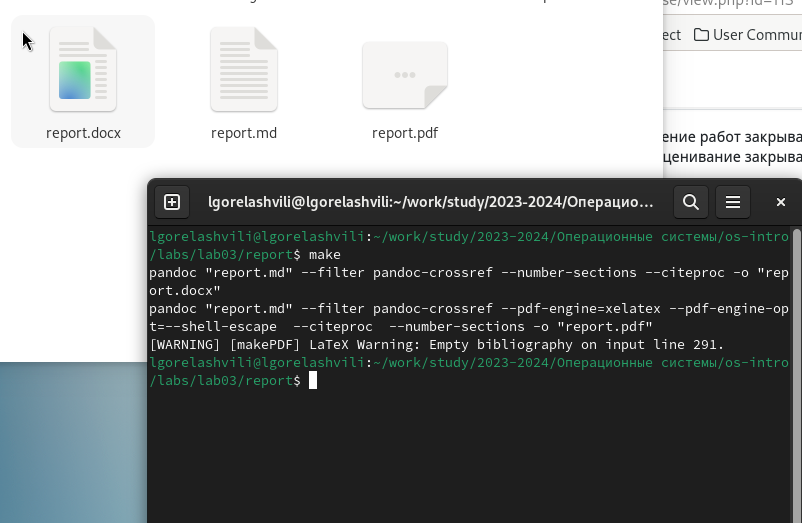 se/view.php?id=113
ect User Commun
report.docx report.md report.pdf
ение работ закрыва
ценивание закрыва
lgorelashvili@lgorelashvili:~/work/study/2023-2024/Операцио...
lgorelashvili@lgorelashvili:~/work/study/2023-2024/Операционные системы/os-intro
/labs/lab03/report$ make
pandoc "report.md" --filter pandoc-crossref --number-sections --citeproc -o "rep
ort.docx"
pandoc "report.md" --filter pandoc-crossref --pdf-engine=xelatex --pdf-engine-op
t=--shell-escape  --citeproc  --number-sections -o "report.pdf"
[WARNING] [makePDF] LaTeX Warning: Empty bibliography on input line 291.
lgorelashvili@lgorelashvili:~/work/study/2023-2024/Операционные системы/os-intro
/labs/lab03/report$